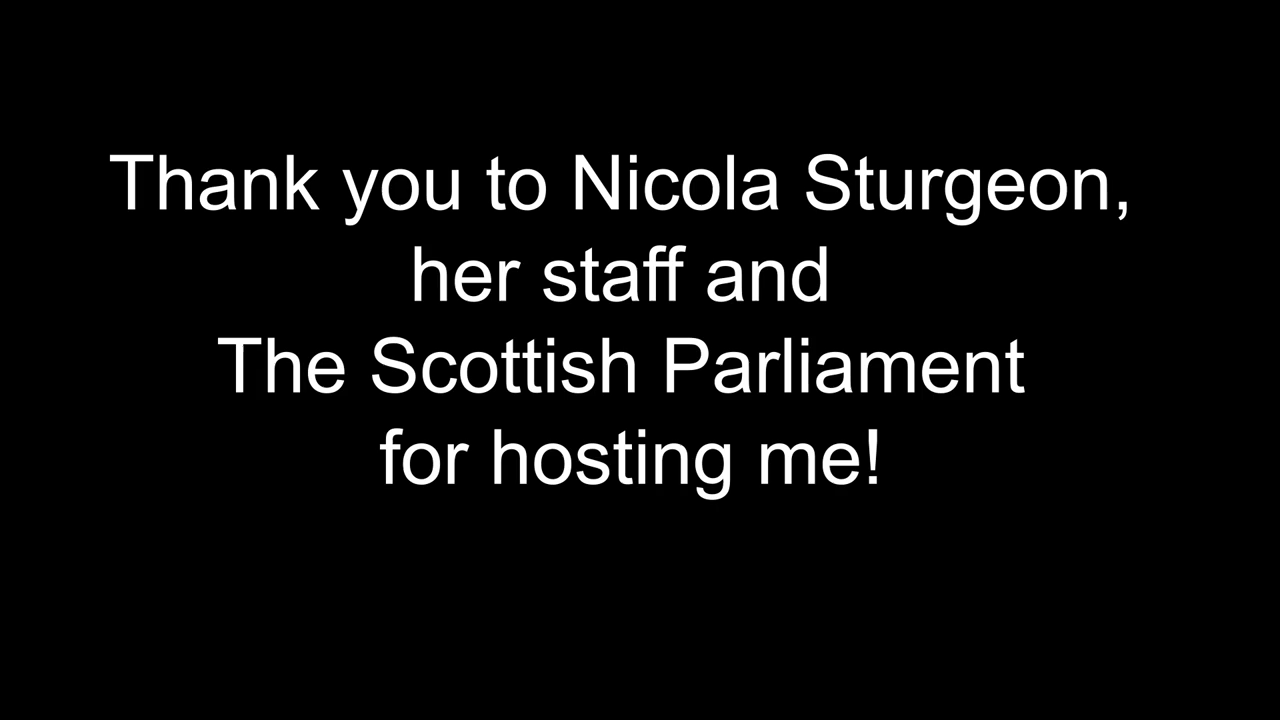 Thank you to Nicola Sturgeon,
her staff and
The Scottish Parliament
for hosting me!